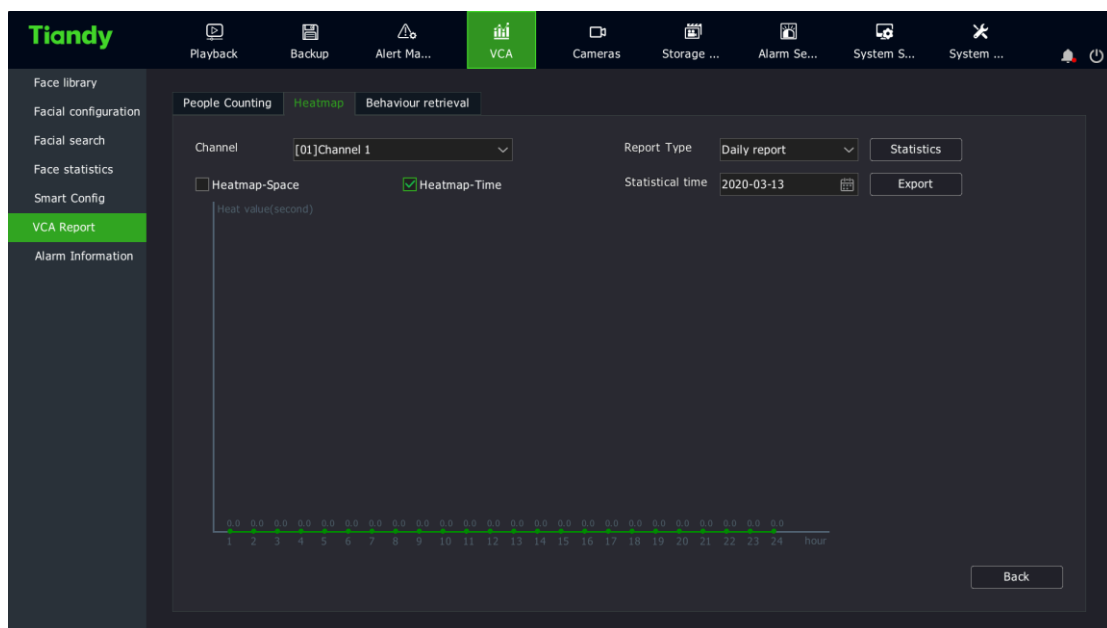 Tiandy
Playback Backup Alert Ma... VCA Cameras Storage ... Alarm Se... System S... System ...
Face library
Facial configuration
Facial search
Face statistics
Smart Config
VCA Report
Alarm Information
People Counting Heatmap Behaviour retrieval
Channel [01]Channel 1 Report Type Daily report Statistics
Heatmap-Space Heatmap-Time Statistical time 2020-03-13 Export
Heat value(second)
0.0 0.0 0.0 0.0 0.0 0.0 0.0 0.0 0.0 0.0 0.0 0.0 0.0 0.0 0.0 0.0 0.0 0.0 0.0 0.0 0.0 0.0 0.0 0.0
1 2 3 4 5 6 7 8 9 10 11 12 13 14 15 16 17 18 19 20 21 22 23 24 hour
Back